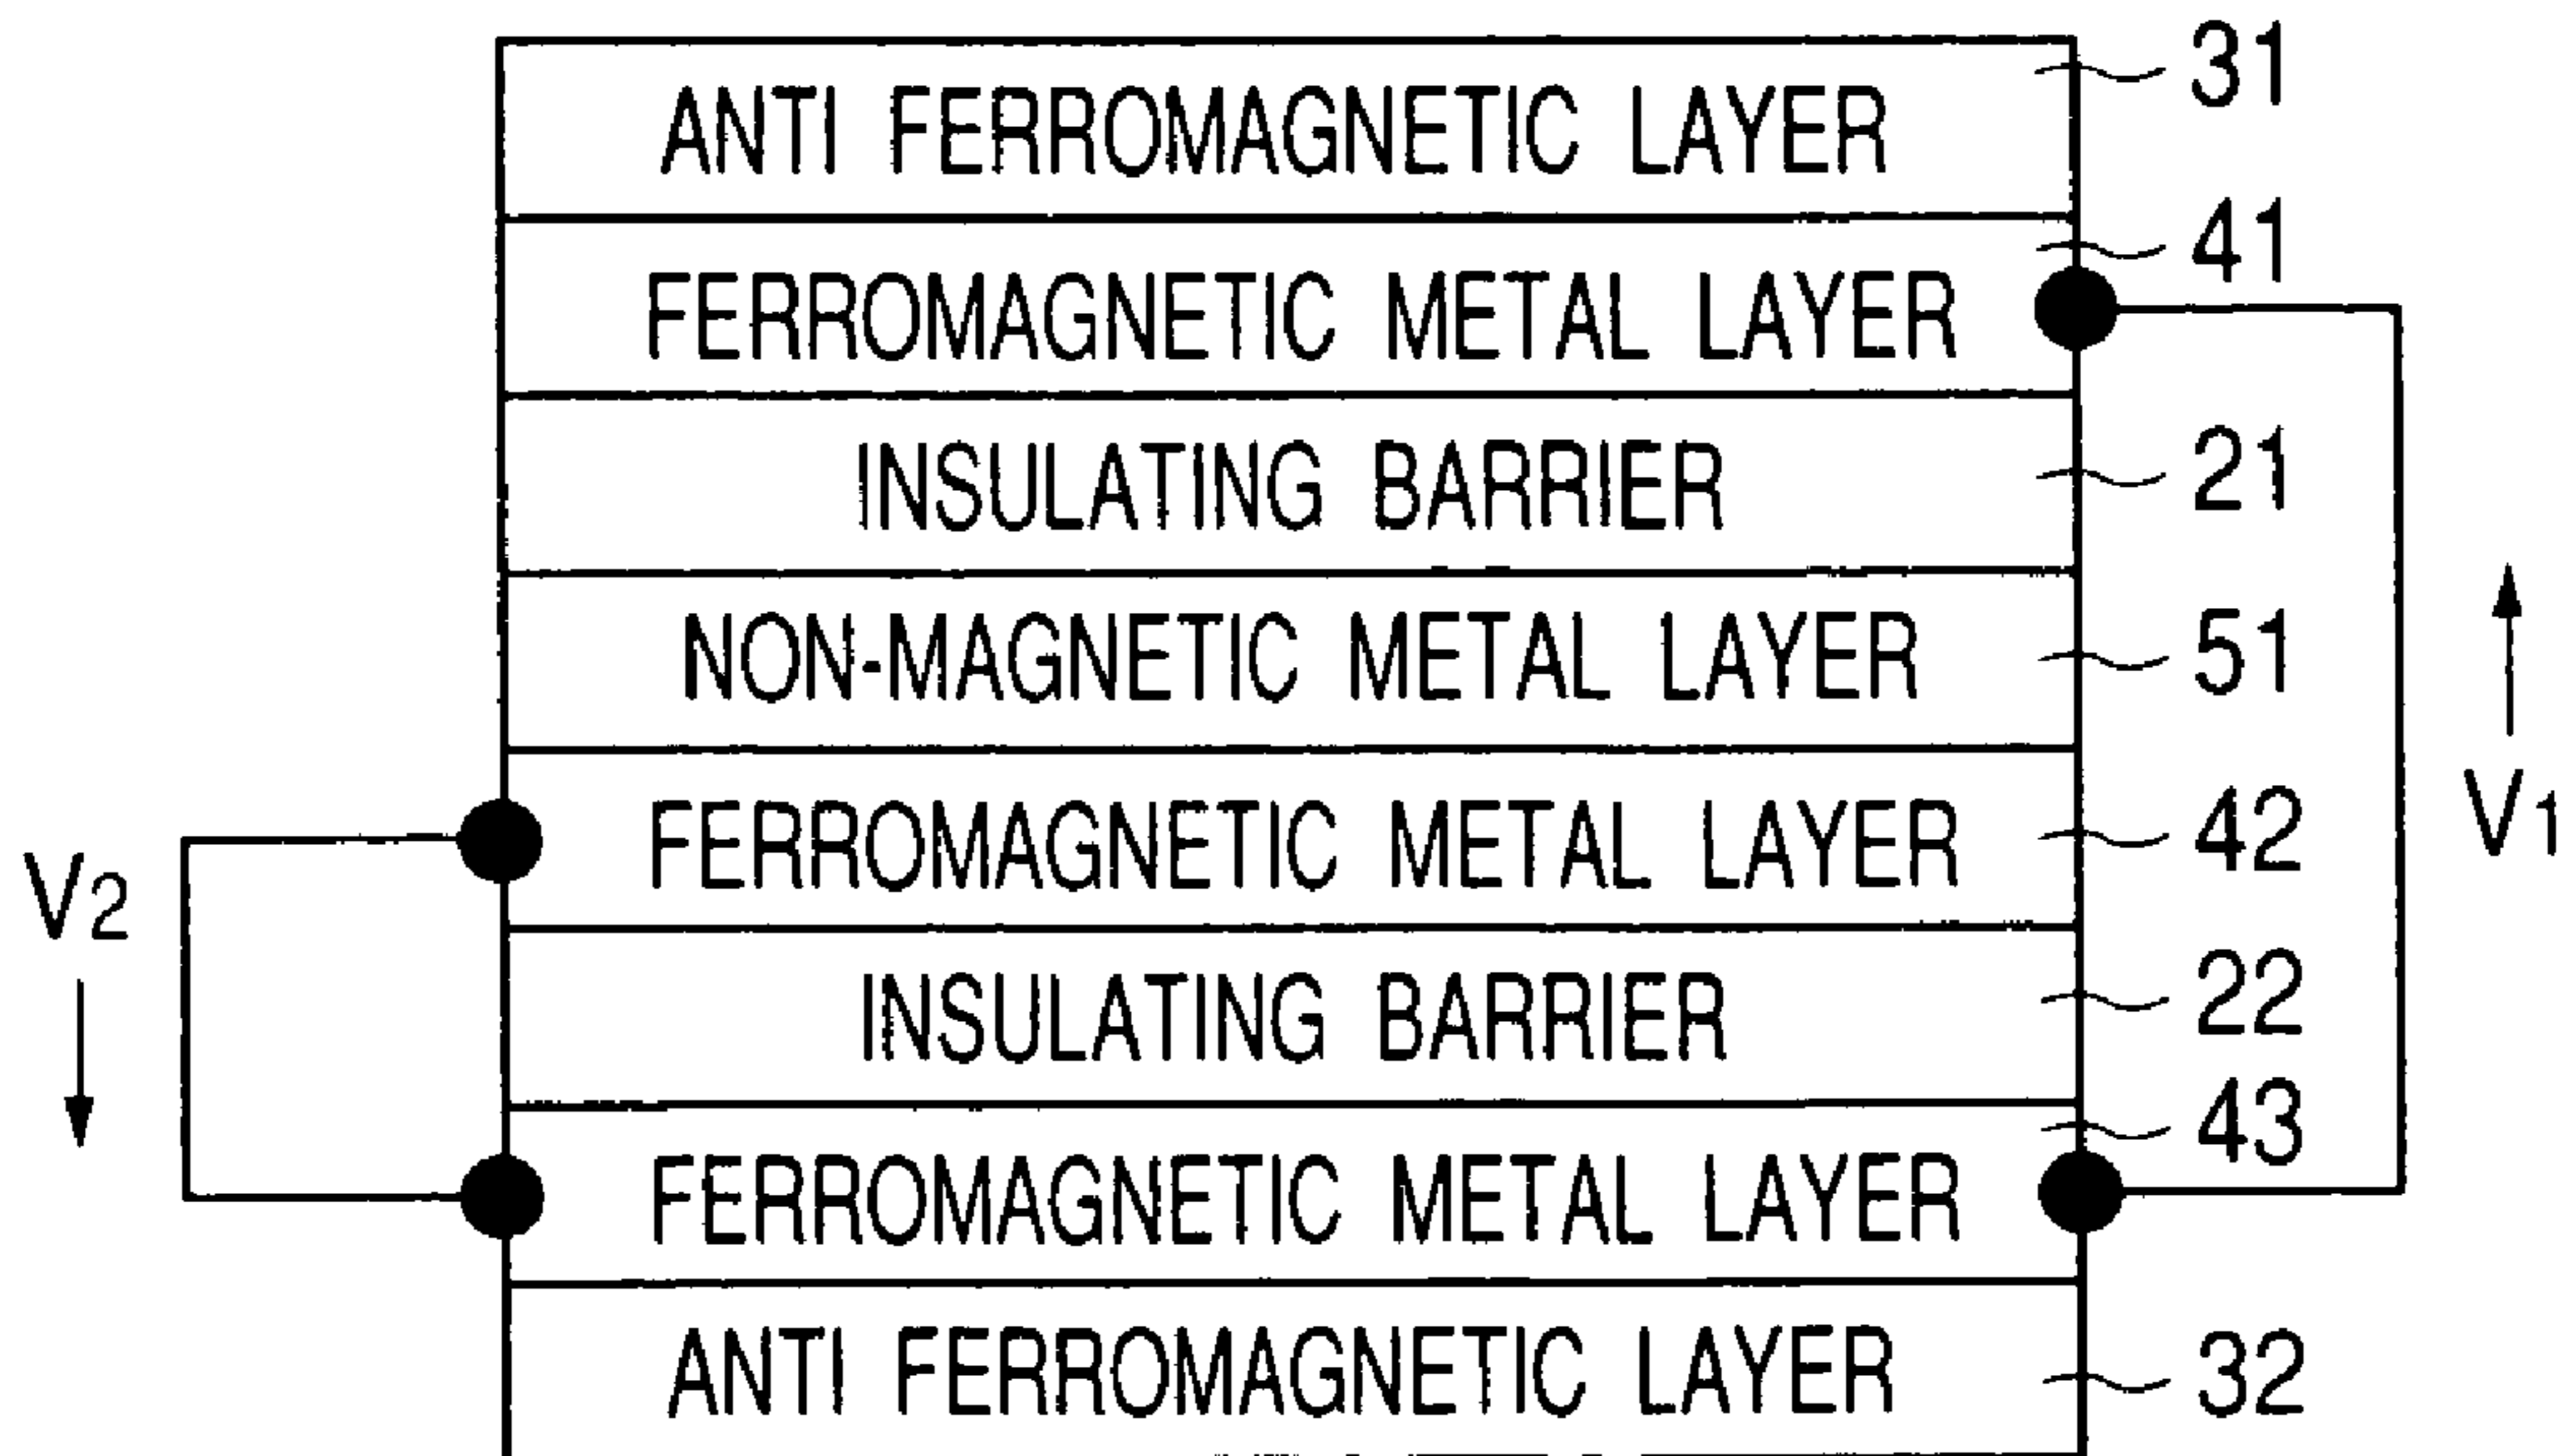 31
ANTI FERROMAGNETIC LAYER
41
FERROMAGNETIC METAL LAYER
INSULATING BARRIER 21
NON-MAGNETIC METAL LAYER 51
V1
FERROMAGNETIC METAL LAYER 42
V2
INSULATING BARRIER 22
43
FERROMAGNETIC METAL LAYER
ANTI FERROMAGNETIC LAYER 32